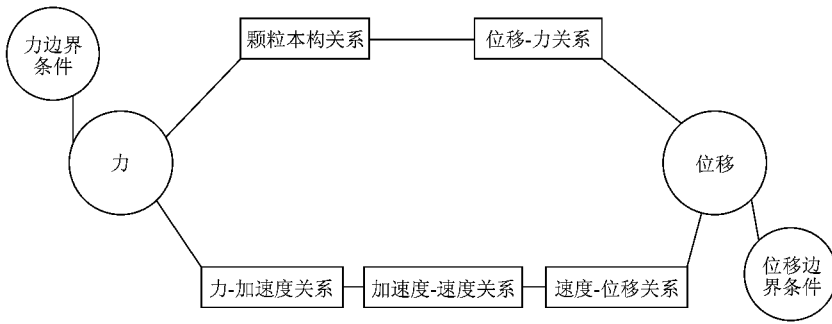 力边界
条件
颗粒本构关系
位移-力关系
力
位移
力-加速度关系
加速度-速度关系
速度-位移关系
位移边
界条件